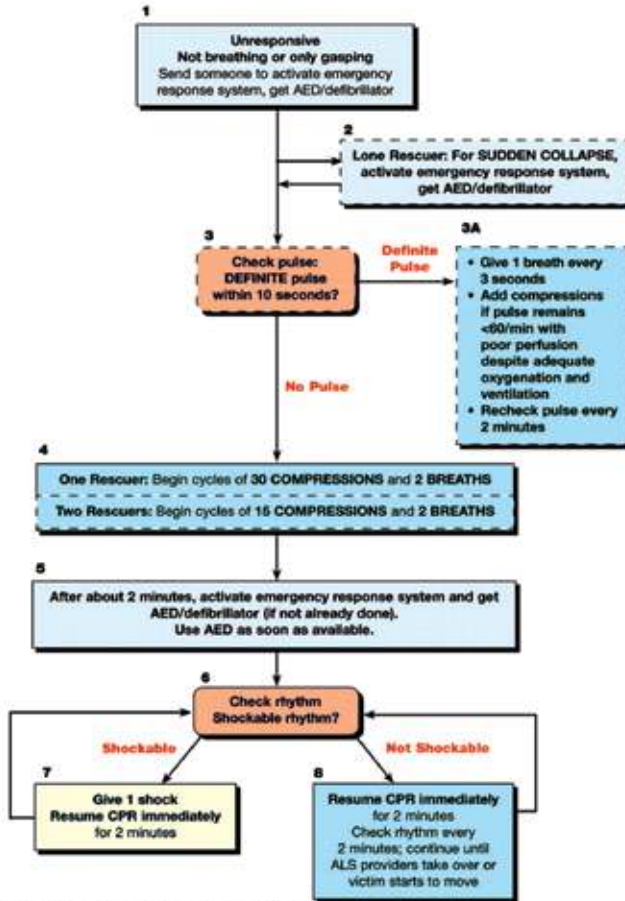 1
Unresponsive
Not breathing or only gasping
Send someone to activate emergency
response system, get AED/defibrillator
2
Lone Rescuer: For SUDDEN COLLAPSE,
activate emergency response system,
get AED/defibrillator
3
Check pulse:
DEFINITE pulse
within 10 seconds?
Definite
Pulse
3A
• Give 1 breath every
3 seconds
• Add compressions
if pulse remains
<60/min with
poor perfusion
despite adequate
oxygenation and
ventilation
• Recheck pulse every
2 minutes
No Pulse
4
One Rescuer: Begin cycles of 30 COMPRESSIONS and 2 BREATHS
Two Rescuers: Begin cycles of 15 COMPRESSIONS and 2 BREATHS
5
After about 2 minutes, activate emergency response system and get
AED/defibrillator (if not already done).
Use AED as soon as available.
6
Check rhythm
Shockable rhythm?
Shockable
Not Shockable
7
Give 1 shock
Resume CPR immediately
for 2 minutes
8
Resume CPR immediately
for 2 minutes
Check rhythm every
2 minutes; continue until
ALS providers take over or
victim starts to move